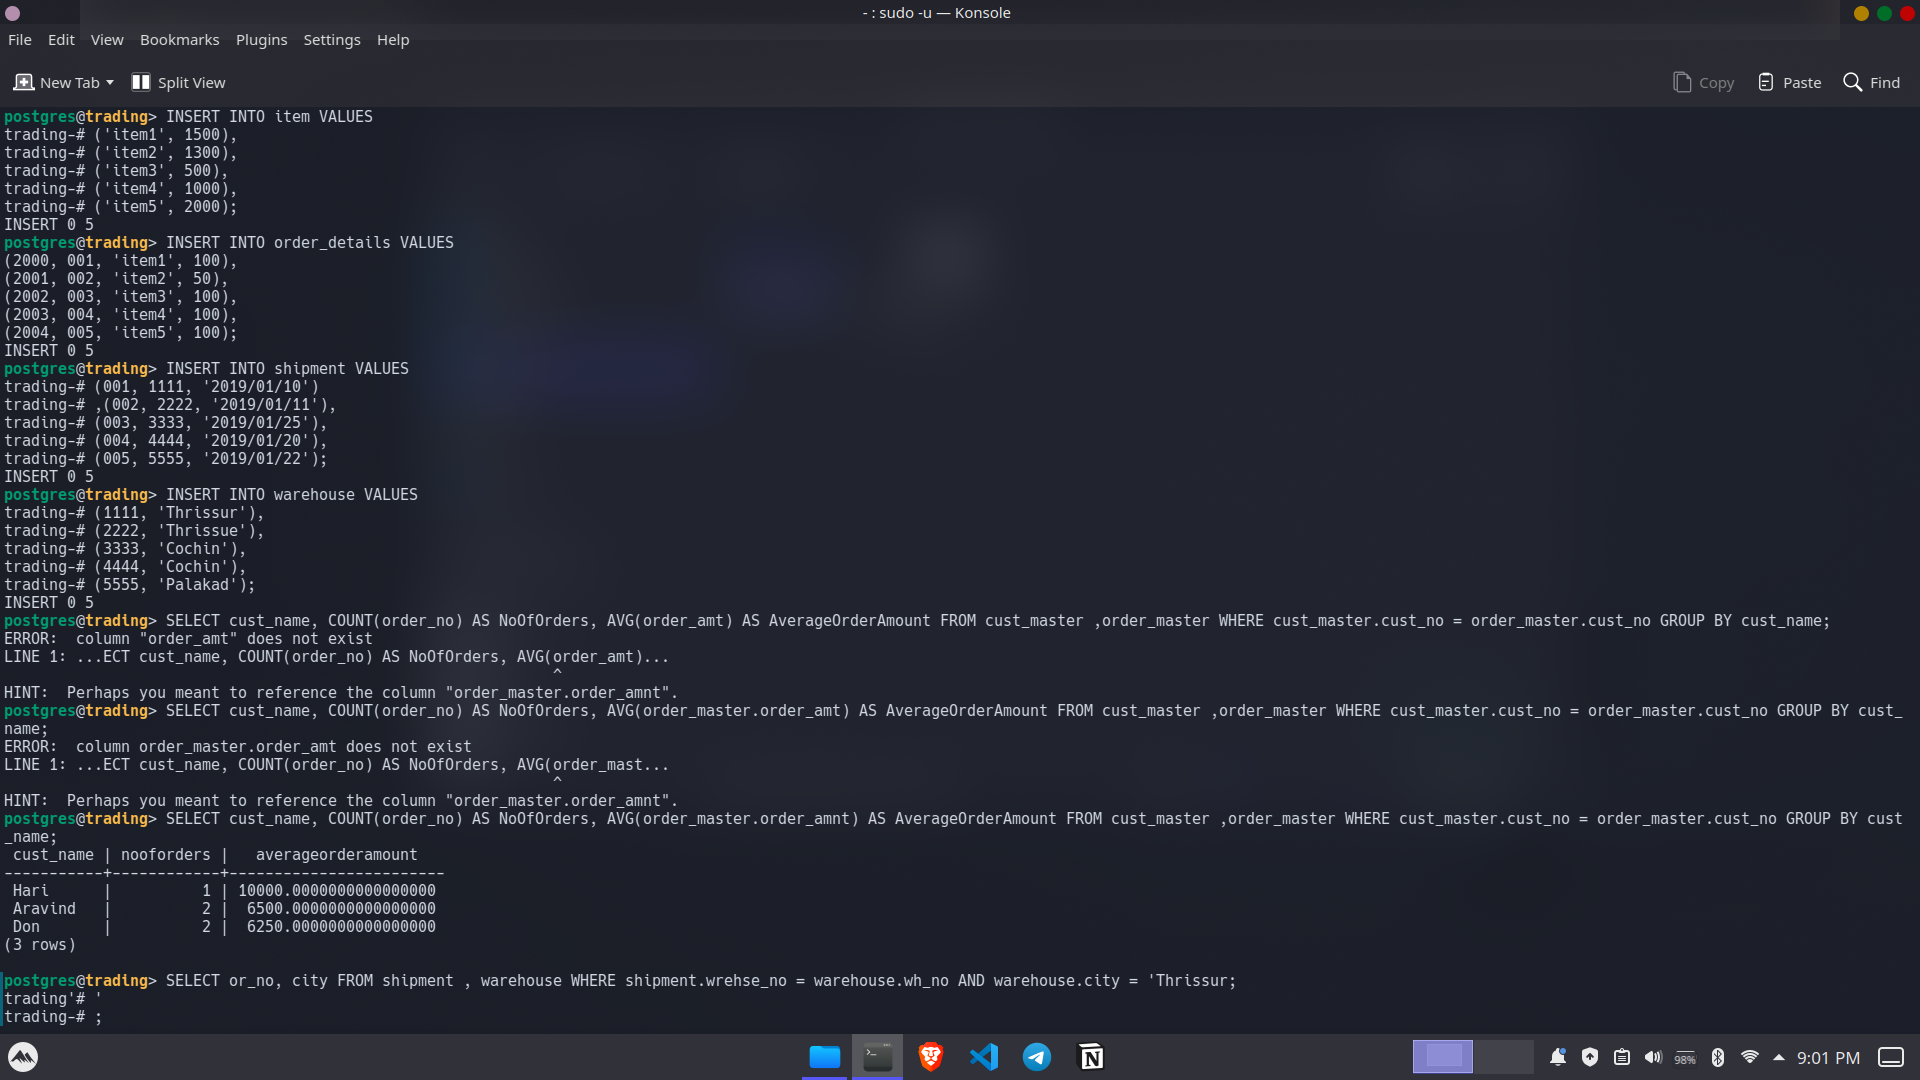 - : sudo -u — Konsole
File Edit View Bookmarks Plugins Settings Help
New Tab Split View Copy Paste Find
postgres@trading> INSERT INTO item VALUES
trading-# ('item1', 1500),
trading-# ('item2', 1300),
trading-# ('item3', 500),
trading-# ('item4', 1000),
trading-# ('item5', 2000);
INSERT 0 5
postgres@trading> INSERT INTO order_details VALUES
(2000, 001, 'item1', 100),
(2001, 002, 'item2', 50),
(2002, 003, 'item3', 100),
(2003, 004, 'item4', 100),
(2004, 005, 'item5', 100);
INSERT 0 5
postgres@trading> INSERT INTO shipment VALUES
trading-# (001, 1111, '2019/01/10')
trading-# ,(002, 2222, '2019/01/11'),
trading-# (003, 3333, '2019/01/25'),
trading-# (004, 4444, '2019/01/20'),
trading-# (005, 5555, '2019/01/22');
INSERT 0 5
postgres@trading> INSERT INTO warehouse VALUES
trading-# (1111, 'Thrissur'),
trading-# (2222, 'Thrissue'),
trading-# (3333, 'Cochin'),
trading-# (4444, 'Cochin'),
trading-# (5555, 'Palakad');
INSERT 0 5
postgres@trading> SELECT cust_name, COUNT(order_no) AS NoOfOrders, AVG(order_amt) AS AverageOrderAmount FROM cust_master ,order_master WHERE cust_master.cust_no = order_master.cust_no GROUP BY cust_name;
ERROR:  column "order_amt" does not exist
LINE 1: ...ECT cust_name, COUNT(order_no) AS NoOfOrders, AVG(order_amt)...
^
HINT:  Perhaps you meant to reference the column "order_master.order_amnt".
postgres@trading> SELECT cust_name, COUNT(order_no) AS NoOfOrders, AVG(order_master.order_amt) AS AverageOrderAmount FROM cust_master ,order_master WHERE cust_master.cust_no = order_master.cust_no GROUP BY cust_
name;
ERROR:  column order_master.order_amt does not exist
LINE 1: ...ECT cust_name, COUNT(order_no) AS NoOfOrders, AVG(order_mast...
^
HINT:  Perhaps you meant to reference the column "order_master.order_amnt".
postgres@trading> SELECT cust_name, COUNT(order_no) AS NoOfOrders, AVG(order_master.order_amnt) AS AverageOrderAmount FROM cust_master ,order_master WHERE cust_master.cust_no = order_master.cust_no GROUP BY cust
_name;
cust_name | nooforders |   averageorderamount
-----------+------------+------------------------
Hari      |          1 | 10000.0000000000000000
Aravind   |          2 |  6500.0000000000000000
Don       |          2 |  6250.0000000000000000
(3 rows)
postgres@trading> SELECT or_no, city FROM shipment , warehouse WHERE shipment.wrehse_no = warehouse.wh_no AND warehouse.city = 'Thrissur;
trading'# '
trading-# ;
98% 9:01 PM